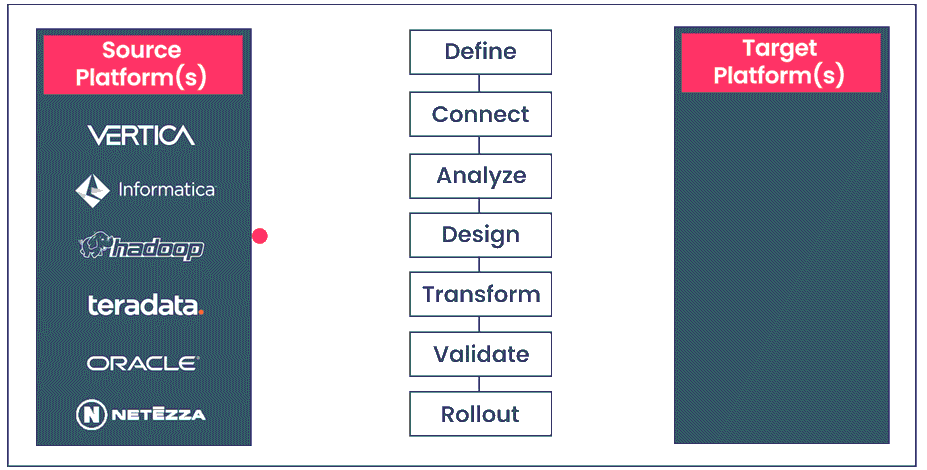 Source
Platform(s)
VERTICA
Informatica
hadoop
teradata.
ORACLE
N NETEZZA
Define
Connect
Analyze
Design
Transform
Validate
Rollout
Target
Platform(s)